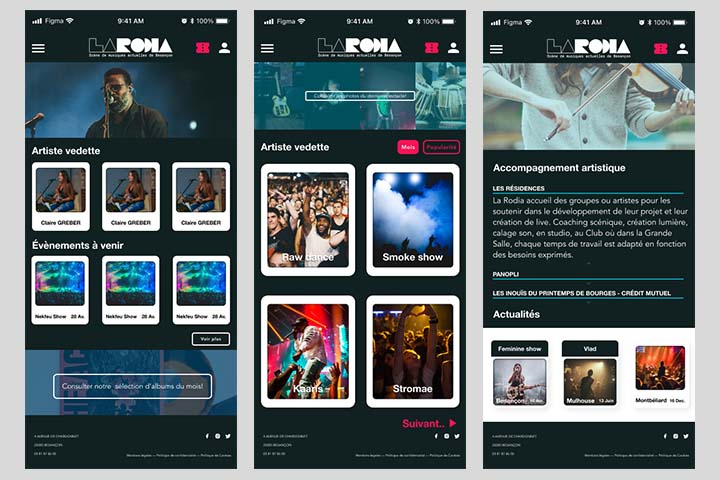 Figma
9:41 AM
100%
LA RODIA
Scène de musiques actuelles de Besançon
Artiste vedette
Claire GREBER
Claire GREBER
Claire GREBER
Évènements à venir
Nekfeu Show 28 Av.
Nekfeu Show 28 Av.
Nekfeu Show 28 Av.
Voir plus
Consulter notre sélection d'albums du mois!
4 AVENUE DE CHARDONNET
25000 BESANÇON
03 81 87 86 00
Mentions légales — Politique de confidentialité — Politique de Cookies
Figma
9:41 AM
100%
LA RODIA
Scène de musiques actuelles de Besançon
photos du dernier
Artiste vedette
Mois
Popularité
Raw dance
Smoke show
Kaaris
Stromae
Suivant..
4 AVENUE DE CHARDONNET
25000 BESANÇON
03 81 87 86 00
Mentions légales — Politique de confidentialité — Politique de Cookies
Figma
9:41 AM
100%
LA RODIA
Scène de musiques actuelles de Besançon
Accompagnement artistique
LES RÉSIDENCES
La Rodia accueil des groupes ou artistes pour les
soutenir dans le développement de leur projet et leur
création de live. Coaching scénique, création lumière,
calage son, en studio, au Club où dans la Grande
Salle, chaque temps de travail est adapté en fonction
des besoins exprimés.
PANOPLI
LES INOUÏS DU PRINTEMPS DE BOURGES - CRÉDIT MUTUEL
Actualités
Feminine show
Vlad
Besançon
Mulhouse 13 Juin
Montbéliard 16 Dec.
4 AVENUE DE CHARDONNET
25000 BESANÇON
03 81 87 86 00
Mentions légales — Politique de confidentialité — Politique de Cookies